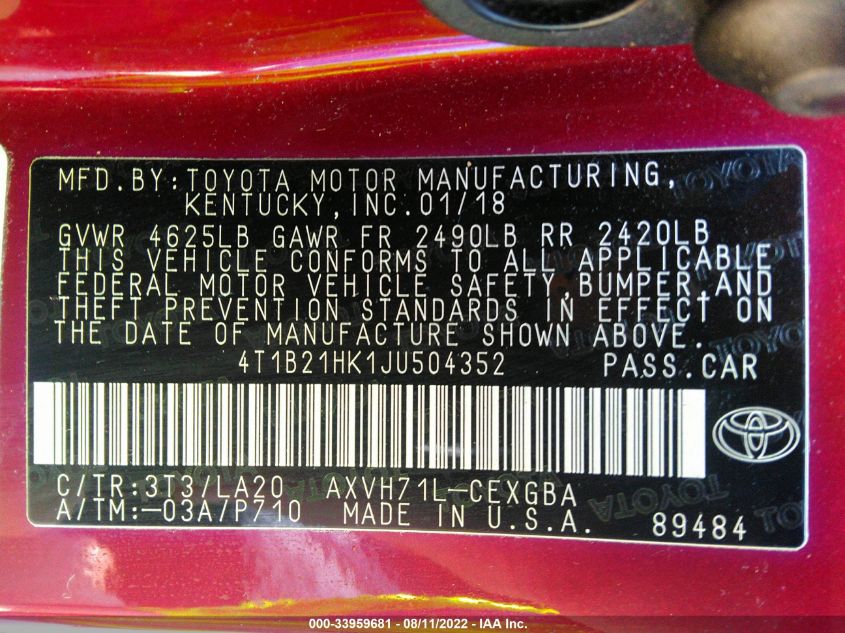 MFD.BY:TOYOTA MOTOR MANUFACTURING,
KENTUCKY,INC.01/18
GVWR 4625LB GAWR FR 2490LB RR 2420LB
THIS VEHICLE CONFORMS TO ALL APPLICABLE
FEDERAL MOTOR VEHICLE SAFETY,BUMPER,AND
THEFT PREVENTION STANDARDS IN EFFECT ON
THE DATE OF MANUFACTURE SHOWN ABOVE.
4T1B21HK1JU504352 PASS.CAR
C/TR:3T3/LA20 AXVH71L-CEXGBA
A/TM:-03A/P710 MADE IN U.S.A. 89484
000-33959681 - 08/11/2022 - IAA Inc.